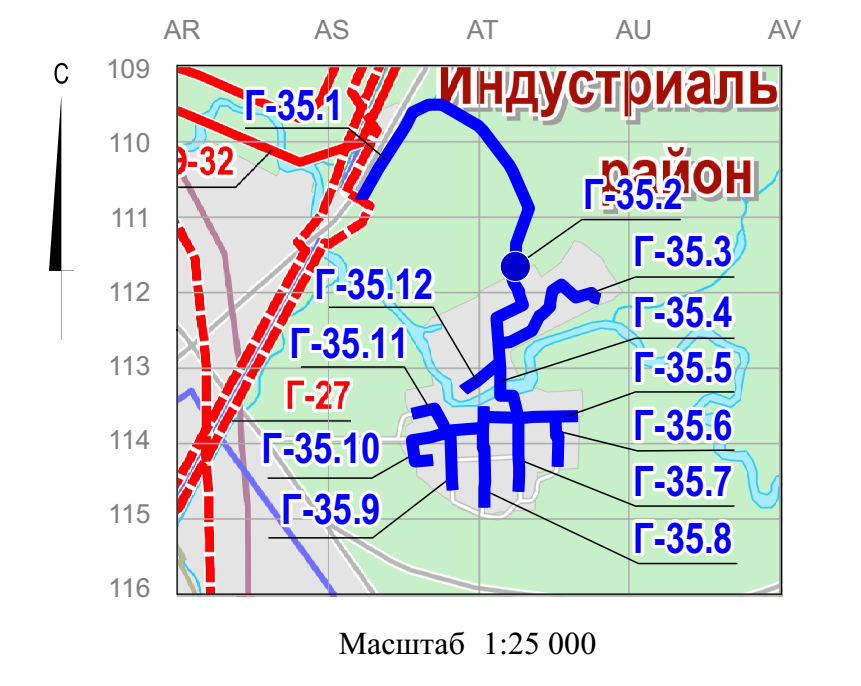 AR AS AT AU AV
С
109
Индустриаль
Г-35.1
110
Э-32
район
Г-35.2
111
Г-35.3
112
Г-35.12
Г-35.4
Г-35.11
113
Г-35.5
Г-27
Г-35.6
114
Г-35.10
Г-35.7
115
Г-35.9
Г-35.8
116
Масштаб 1:25 000